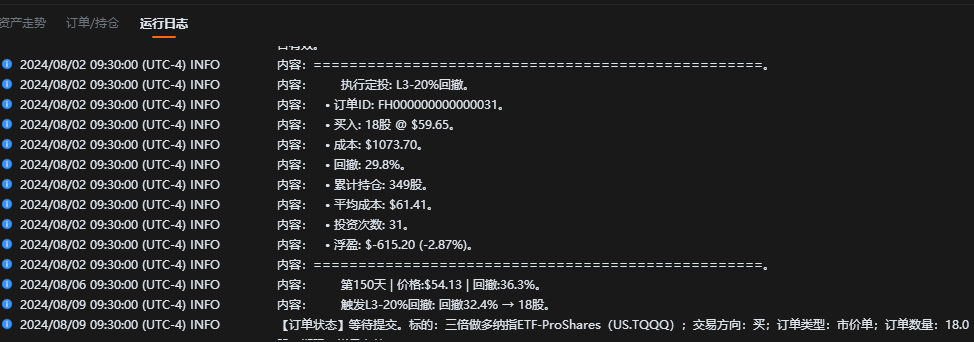 资产走势 订单/持仓 运行日志
日有效。
2024/08/02 09:30:00 (UTC-4) INFO 内容: ==================================================。
2024/08/02 09:30:00 (UTC-4) INFO 内容: 执行定投: L3-20%回撤。
2024/08/02 09:30:00 (UTC-4) INFO 内容: • 订单ID: FH000000000000031。
2024/08/02 09:30:00 (UTC-4) INFO 内容: • 买入: 18股 @ $59.65。
2024/08/02 09:30:00 (UTC-4) INFO 内容: • 成本: $1073.70。
2024/08/02 09:30:00 (UTC-4) INFO 内容: • 回撤: 29.8%。
2024/08/02 09:30:00 (UTC-4) INFO 内容: • 累计持仓: 349股。
2024/08/02 09:30:00 (UTC-4) INFO 内容: • 平均成本: $61.41。
2024/08/02 09:30:00 (UTC-4) INFO 内容: • 投资次数: 31。
2024/08/02 09:30:00 (UTC-4) INFO 内容: • 浮盈: $-615.20 (-2.87%)。
2024/08/02 09:30:00 (UTC-4) INFO 内容: ==================================================。
2024/08/06 09:30:00 (UTC-4) INFO 内容: 第150天 | 价格:$54.13 | 回撤:36.3%。
2024/08/09 09:30:00 (UTC-4) INFO 内容: 触发L3-20%回撤: 回撤32.4% → 18股。
2024/08/09 09:30:00 (UTC-4) INFO 【订单状态】等待提交。标的：三倍做多纳指ETF-ProShares（US.TQQQ）；交易方向：买；订单类型：市价单；订单数量：18.0